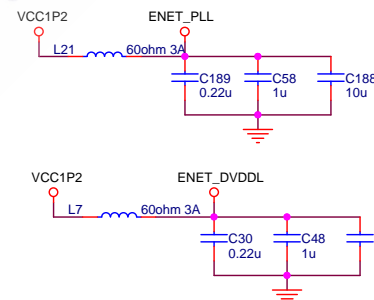 VCC1P2 ENET_PLL
L21 60ohm 3A
C189 C58 C188
0.22u 1u 10u
VCC1P2 ENET_DVDDL
L7 60ohm 3A
C30 C48
0.22u 1u